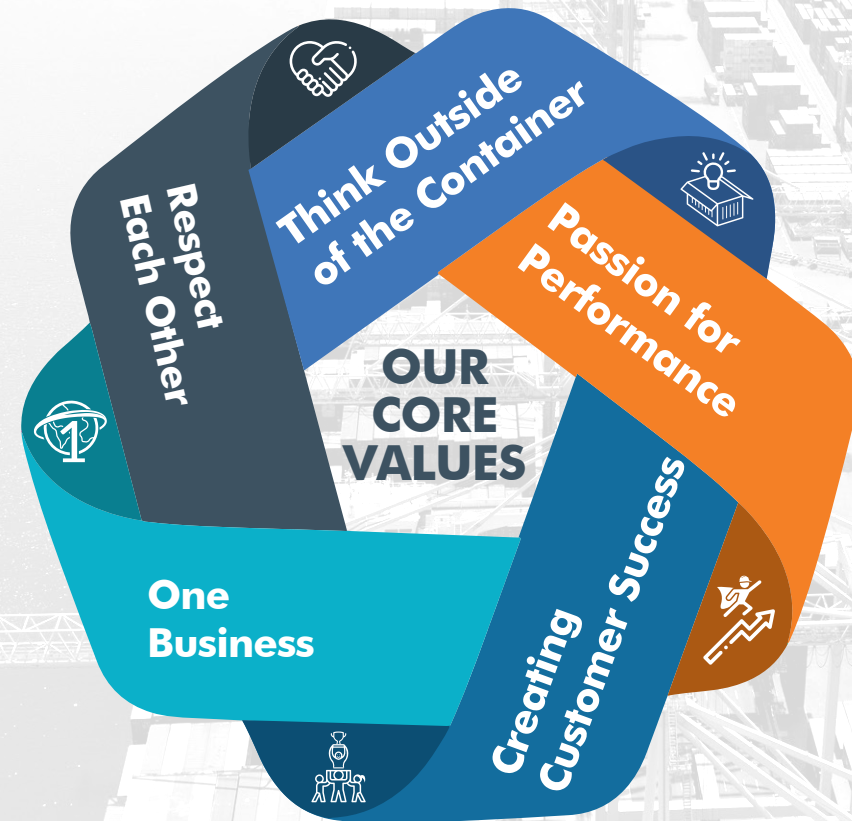 OUR
CORE
VALUES
Think Outside
of the Container
Passion for
Performance
Creating
Customer Success
One
Business
1
Respect
Each Other